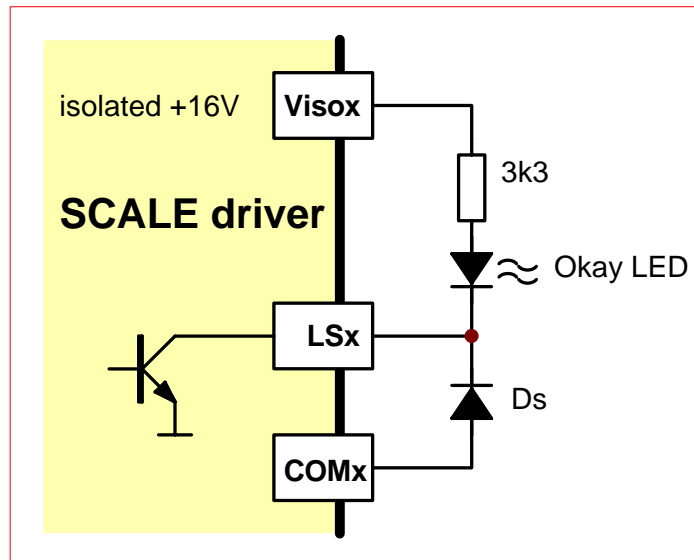 isolated +16V
Visox
3k3
SCALE driver
Okay LED
LSx
Ds
COMx